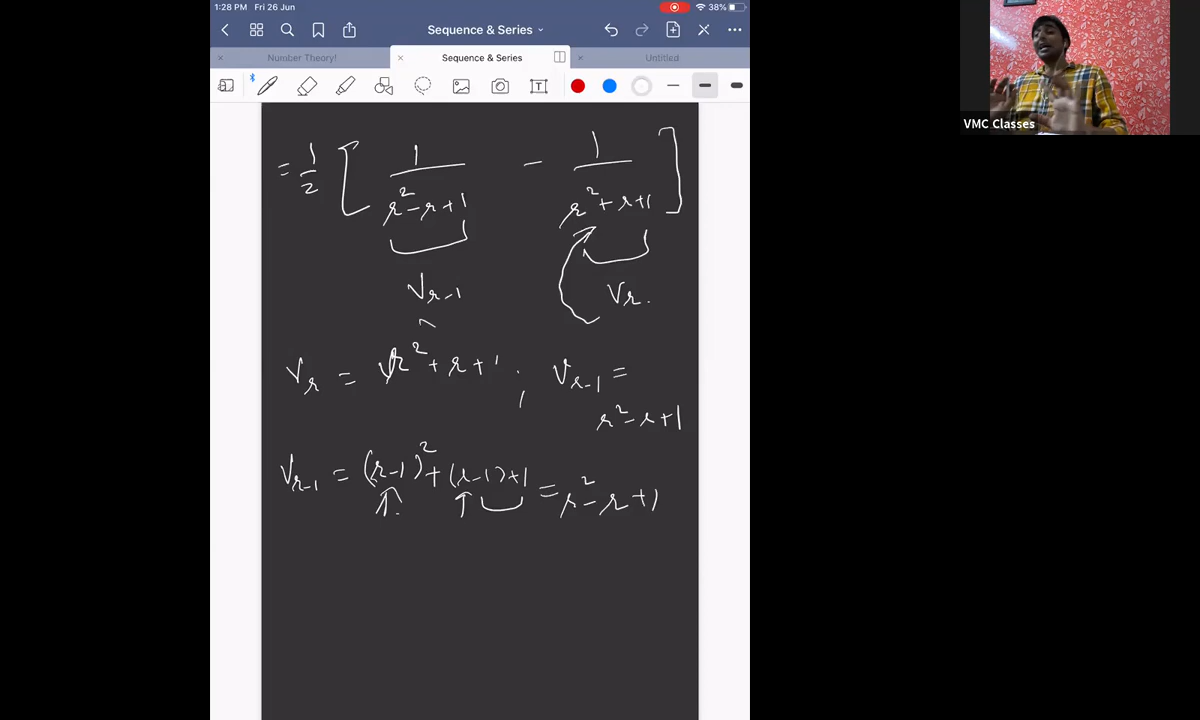 1:28 PM Fri 26 Jun
38%
Sequence & Series
Number Theory!
Sequence & Series
Untitled
T
VMC Classes
= 1/2 [ 1/(r² - r + 1) - 1/(r² + r + 1) ]
V_{r-1}
V_r.
V_r = r² + r + 1 ; V_{r-1} =
r² - r + 1
V_{r-1} = (r-1)² + (r-1) + 1 = r² - r + 1